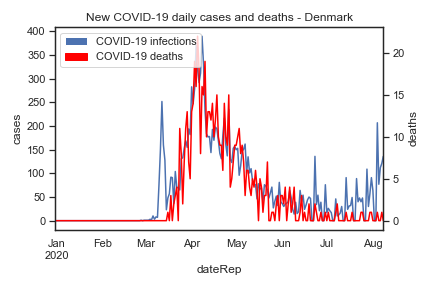 New COVID-19 daily cases and deaths - Denmark
COVID-19 infections
COVID-19 deaths
400
350
300
250
200
150
100
50
0
cases
20
15
10
5
0
deaths
Jan Feb Mar Apr May Jun Jul Aug
2020
dateRep